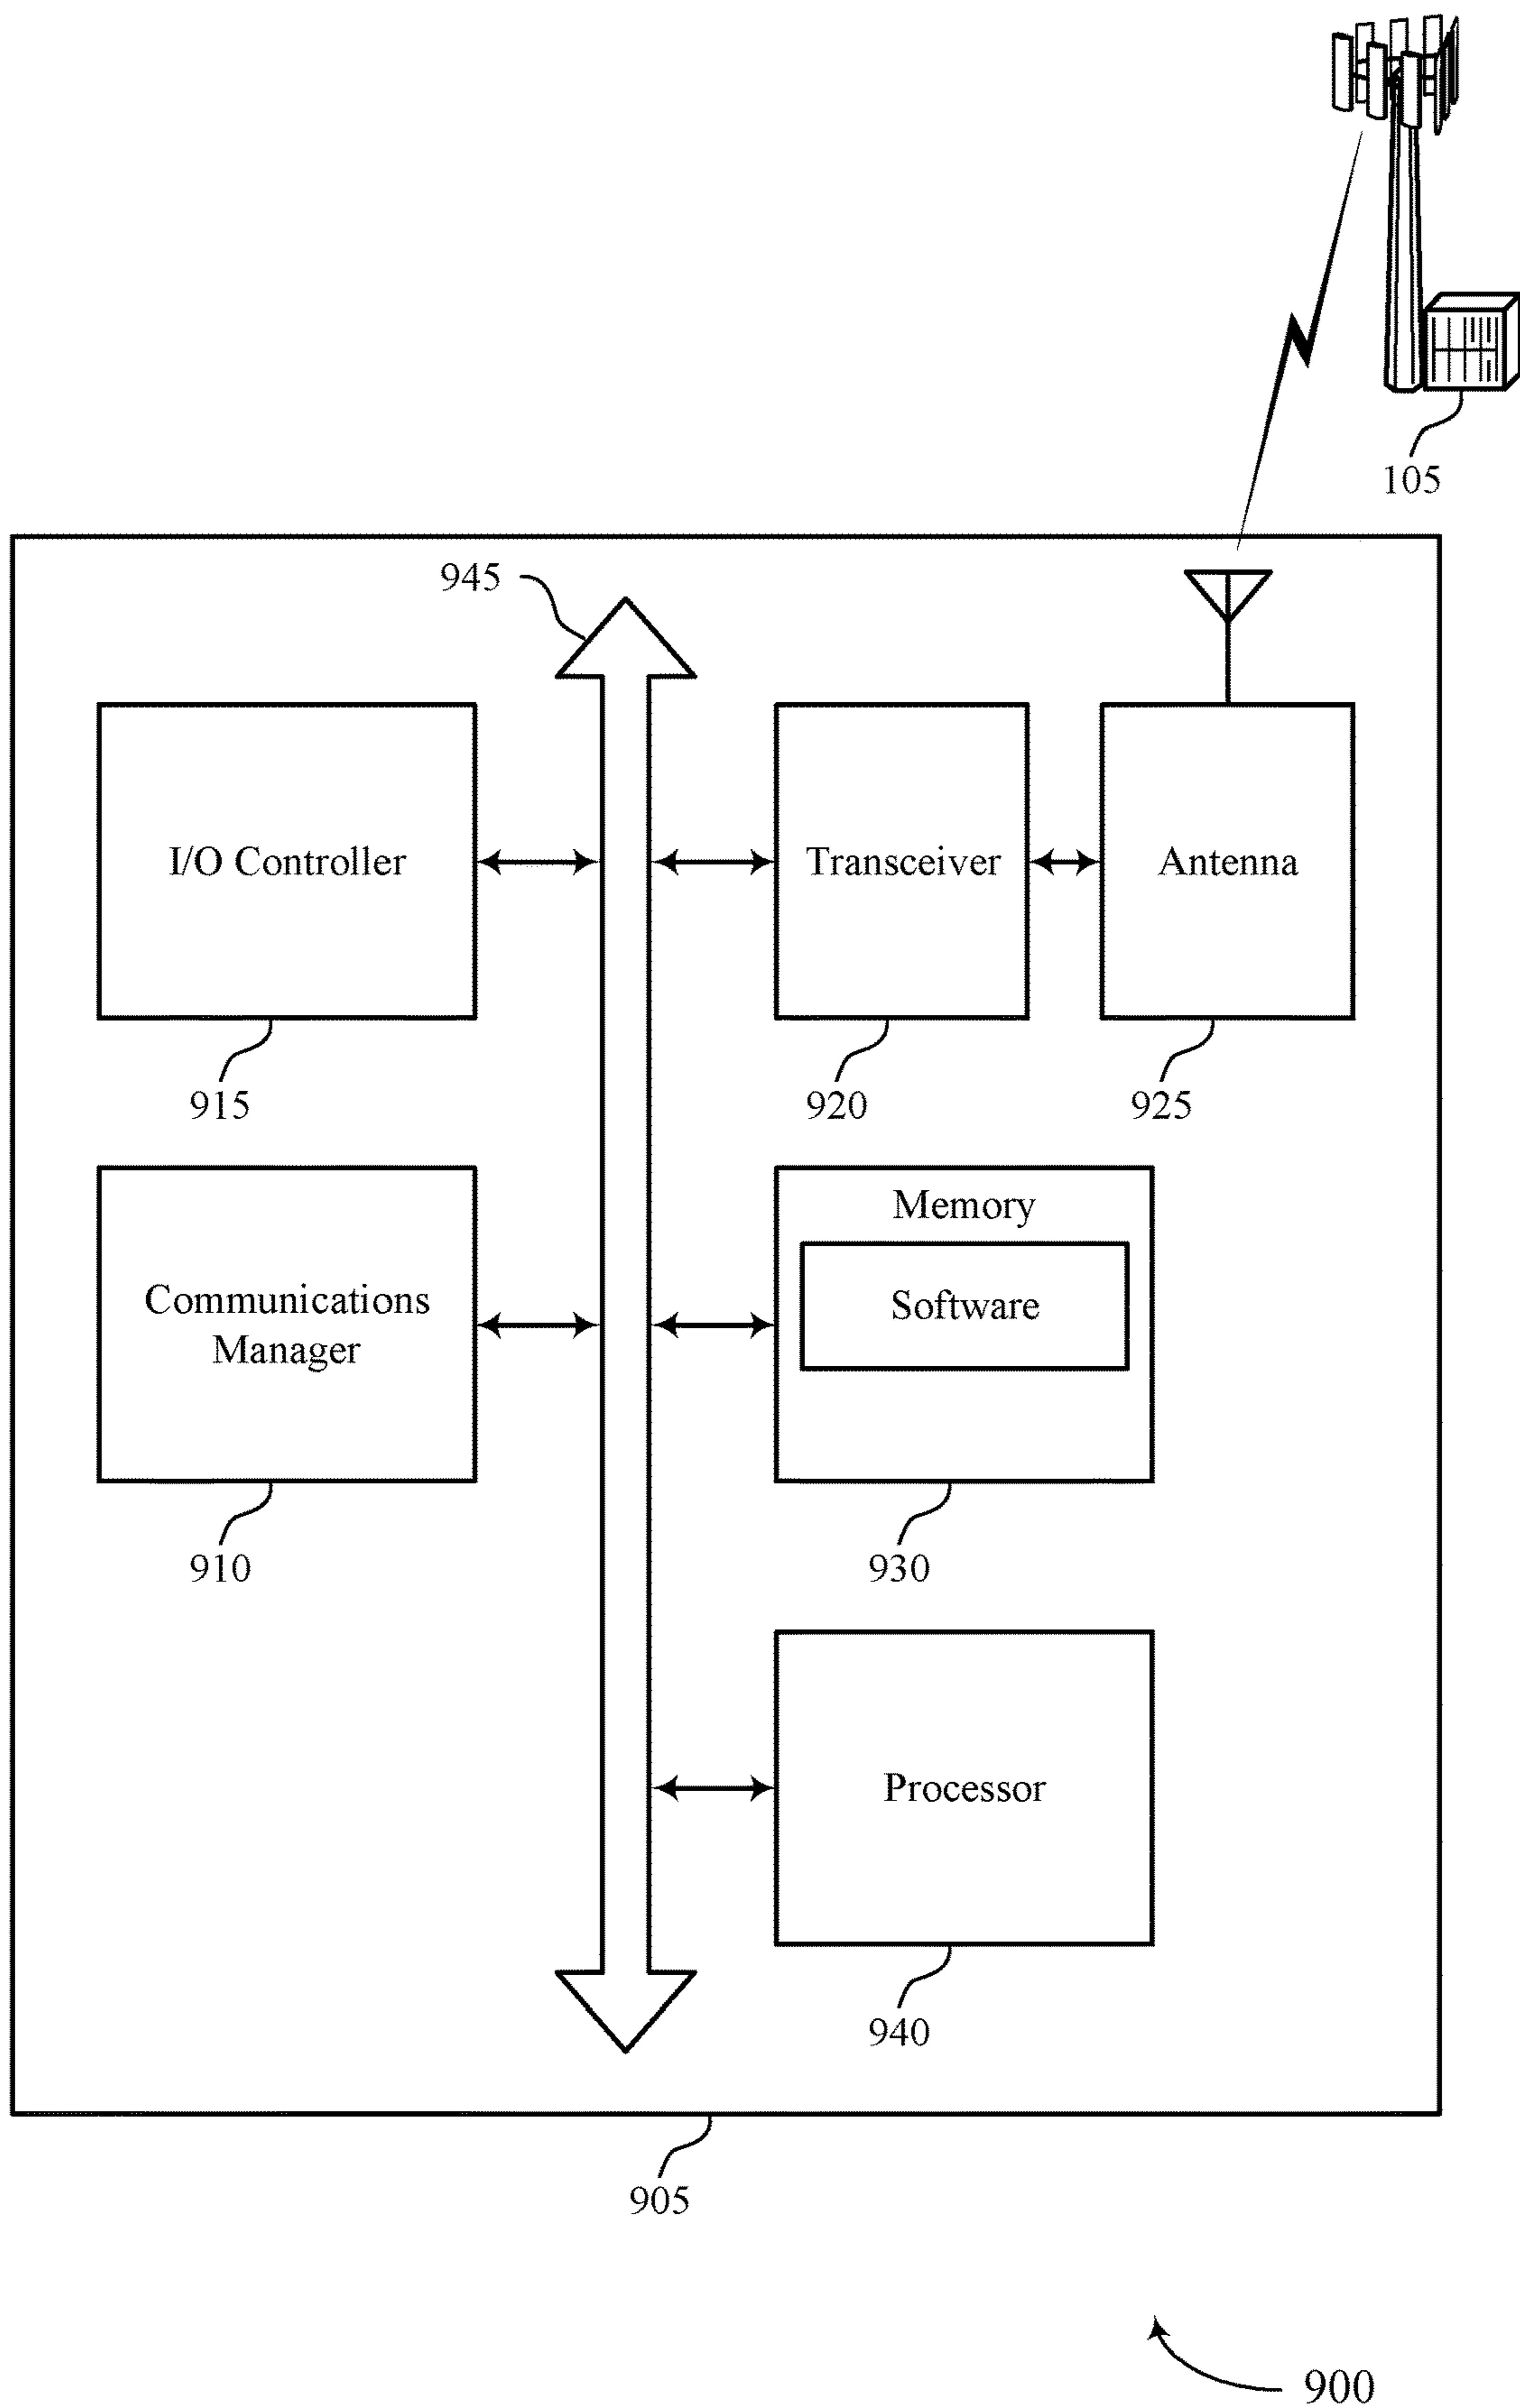 105
945
I/O Controller
Transceiver
Antenna
915
920
925
Communications
Manager
Memory
Software
910
930
Processor
940
905
900